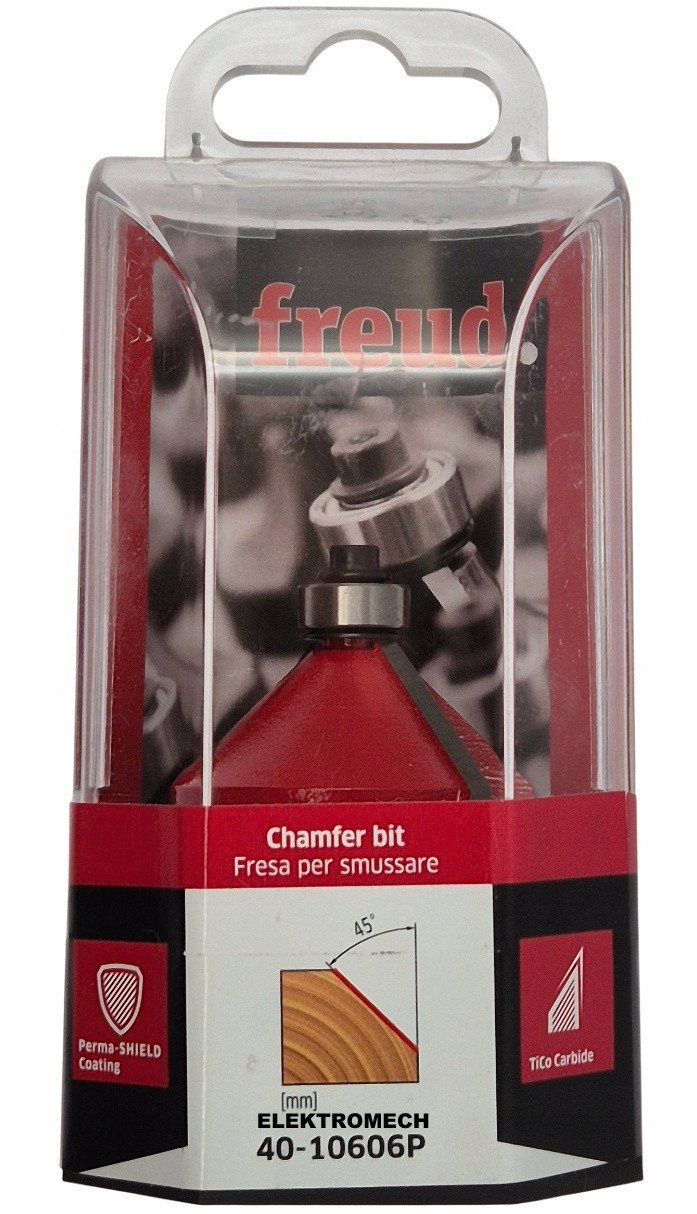 freud.
Chamfer bit
Fresa per smussare
45°
Perma-SHIELD
Coating
TiCo Carbide
[mm]
ELEKTROMECH
40-10606P